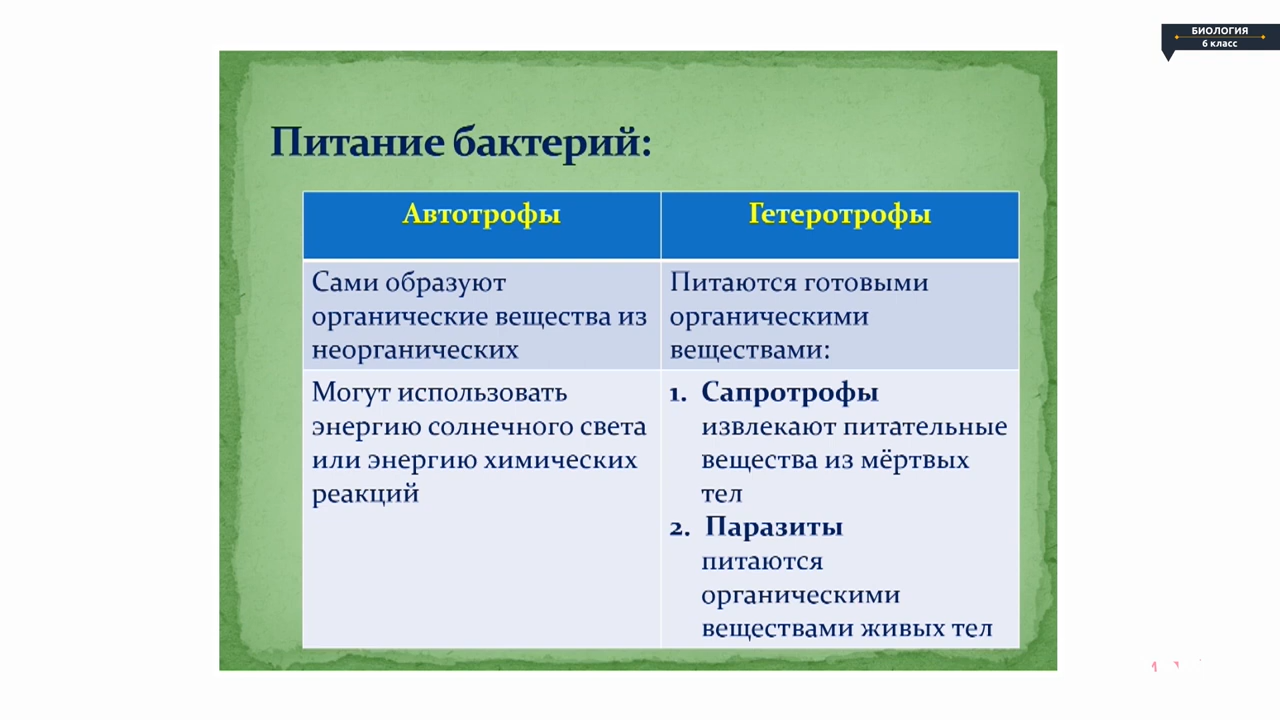 БИОЛОГИЯ
6 класс
Питание бактерий:
Автотрофы
Гетеротрофы
Сами образуют
органические вещества из
неорганических
Питаются готовыми
органическими
веществами:
Могут использовать
энергию солнечного света
или энергию химических
реакций
1. Сапротрофы
извлекают питательные
вещества из мёртвых
тел
2. Паразиты
питаются
органическими
веществами живых тел